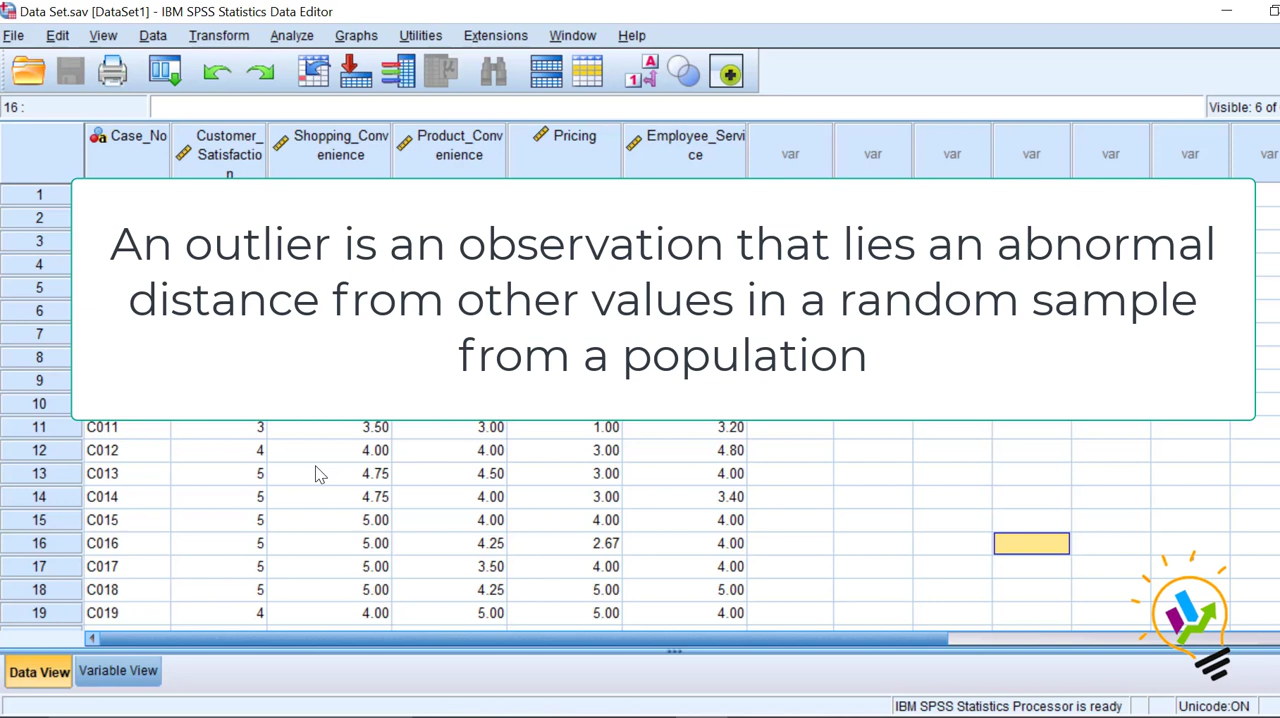 Data Set.sav [DataSet1] - IBM SPSS Statistics Data Editor
File Edit View Data Transform Analyze Graphs Utilities Extensions Window Help
16 : Visible: 6 of
Case_No Customer_Satisfaction Shopping_Convenience Product_Convenience Pricing Employee_Service var var var var var var var
1
2
3
4
5
6
7
8
9
10
An outlier is an observation that lies an abnormal
distance from other values in a random sample
from a population
11 C011 3 3.50 3.00 1.00 3.20
12 C012 4 4.00 4.00 3.00 4.80
13 C013 5 4.75 4.50 3.00 4.00
14 C014 5 4.75 4.00 3.00 3.40
15 C015 5 5.00 4.00 4.00 4.00
16 C016 5 5.00 4.25 2.67 4.00
17 C017 5 5.00 3.50 4.00 4.00
18 C018 5 5.00 4.25 5.00 5.00
19 C019 4 4.00 5.00 5.00 4.00
Data View Variable View
IBM SPSS Statistics Processor is ready Unicode:ON